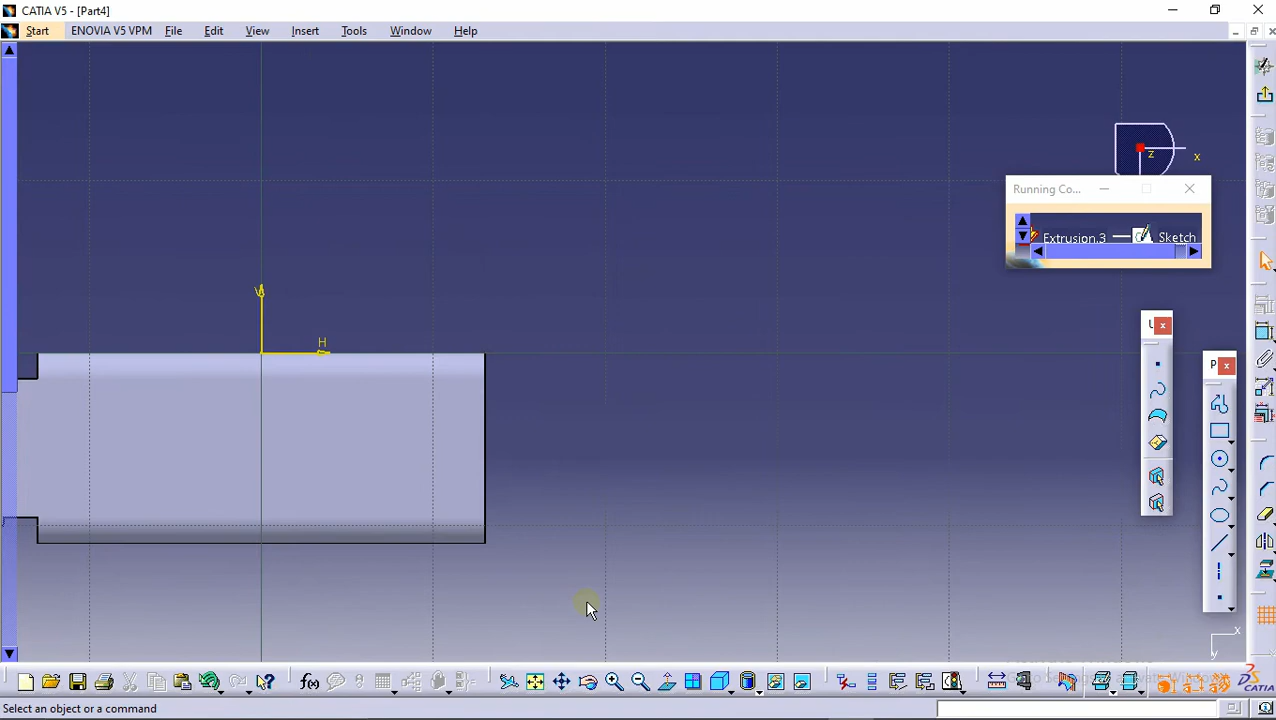 CATIA V5 - [Part4]
Start ENOVIA V5 VPM File Edit View Insert Tools Window Help
z
x
Running Co...
Extrusion.3 Sketch
V
H
L
P
x
y
f(x)
CATIA
Select an object or a command